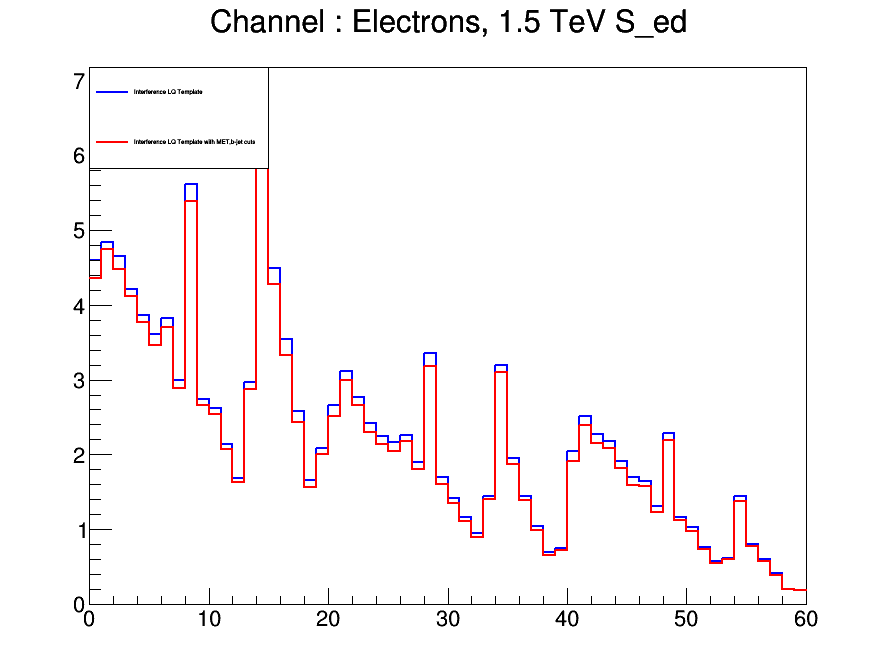 Channel : Electrons, 1.5 TeV S_ed
Interference LQ Template
Interference LQ Template with MET,b-jet cuts
7
6
5
4
3
2
1
0
0 10 20 30 40 50 60